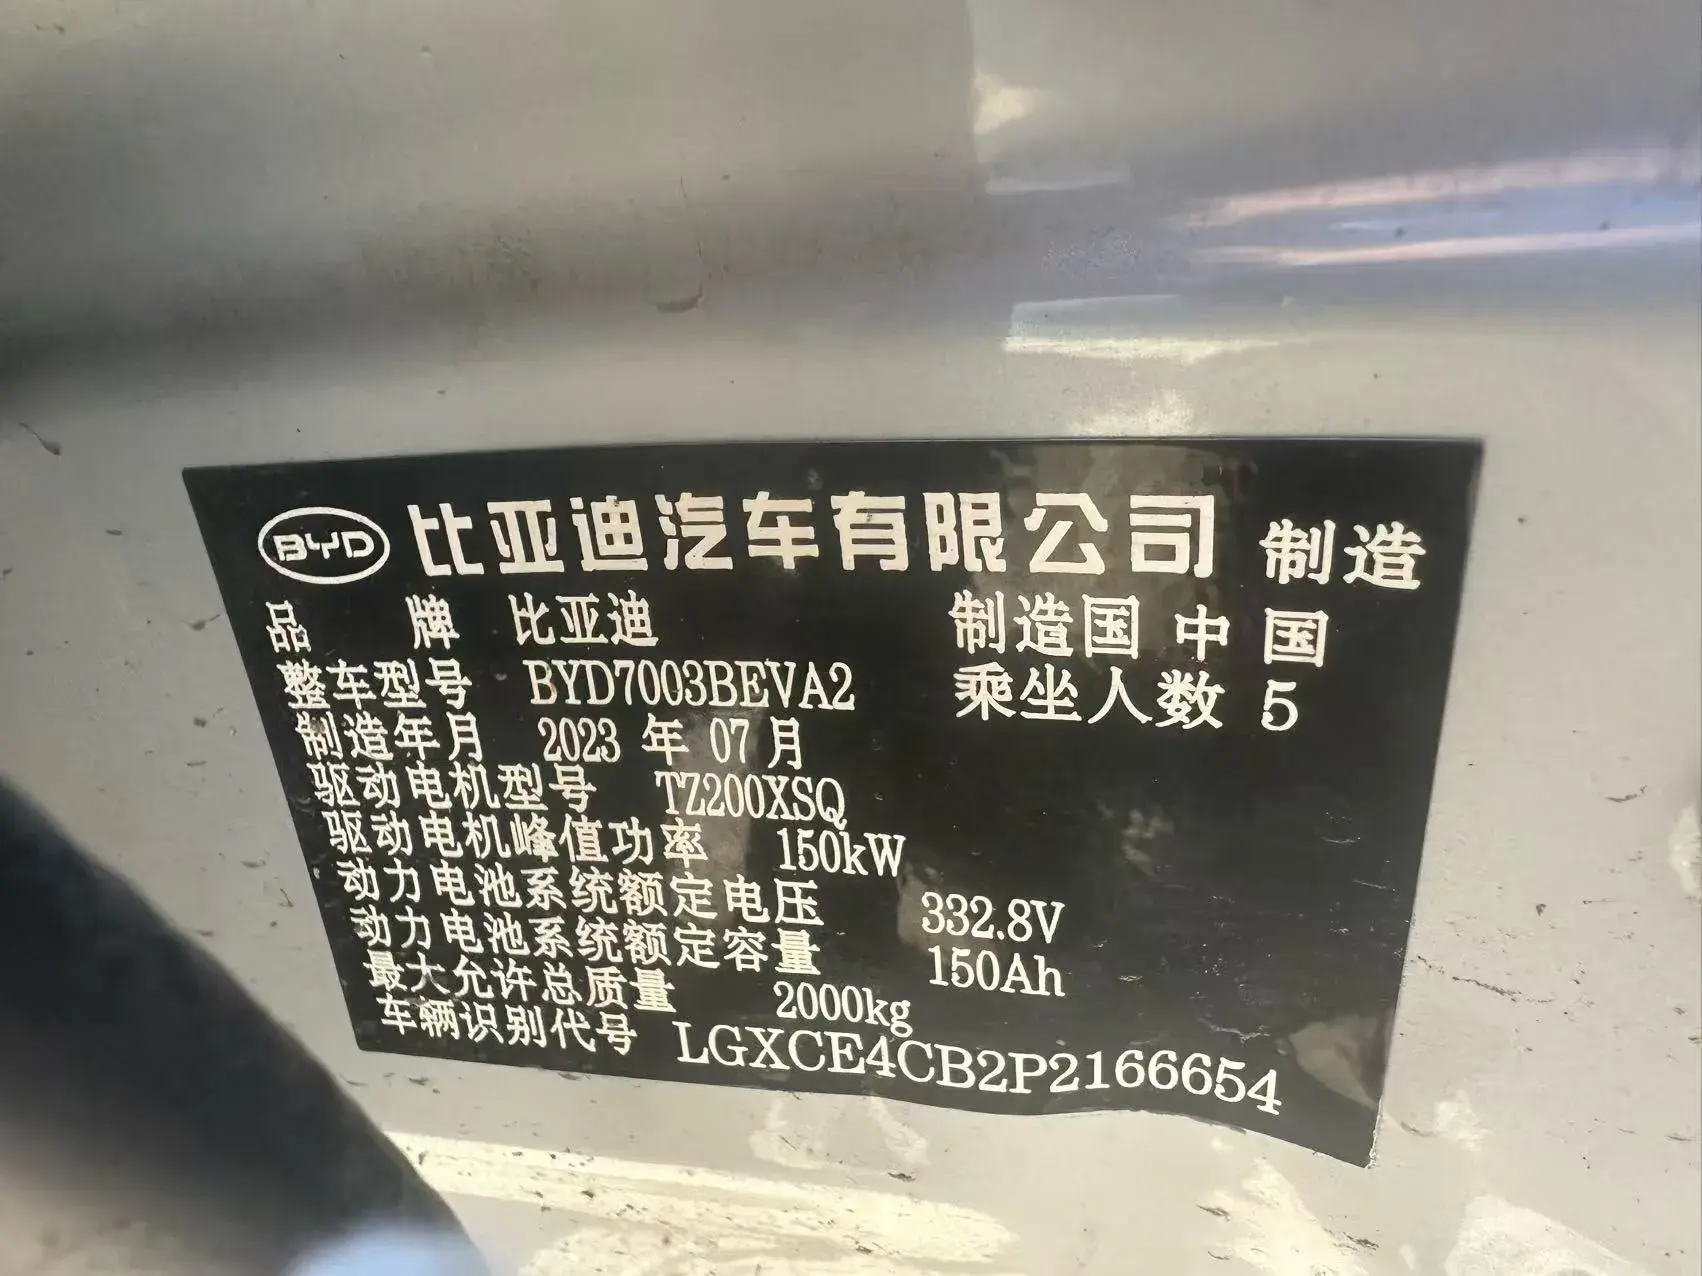 BYD 比亚迪汽车有限公司 制造
品 牌 比亚迪 制造国 中国
整车型号 BYD7003BEVA2 乘坐人数 5
制造年月 2023 年 07 月
驱动电机型号 TZ200XSQ
驱动电机峰值功率 150kW
动力电池系统额定电压 332.8V
动力电池系统额定容量 150Ah
最大允许总质量 2000kg
车辆识别代号 LGXCE4CB2P2166654